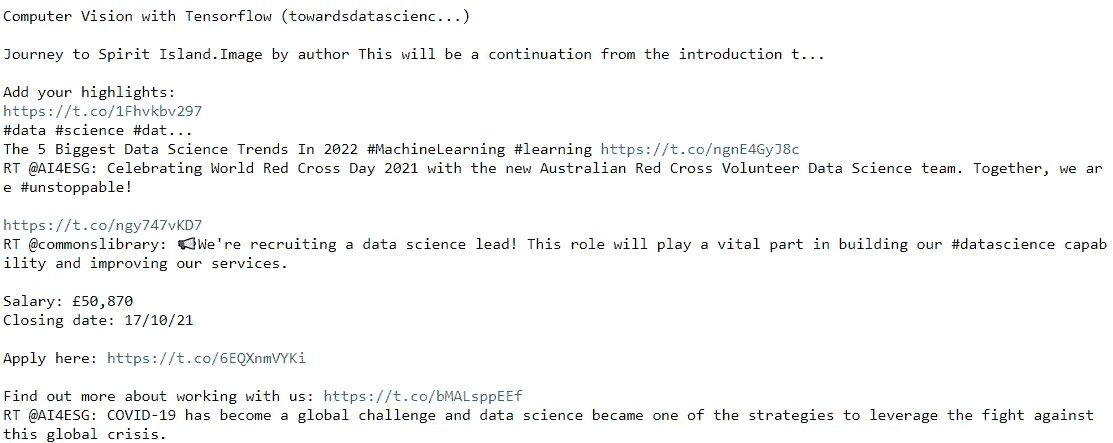 Computer Vision with Tensorflow (towardsdatascienc...)
Journey to Spirit Island.Image by author This will be a continuation from the introduction t...
Add your highlights:
https://t.co/1Fhvkbv297
#data #science #dat...
The 5 Biggest Data Science Trends In 2022 #MachineLearning #learning https://t.co/ngnE4GyJ8c
RT @AI4ESG: Celebrating World Red Cross Day 2021 with the new Australian Red Cross Volunteer Data Science team. Together, we ar
e #unstoppable!
https://t.co/ngy747vKD7
RT @commonslibrary: 📢We're recruiting a data science lead! This role will play a vital part in building our #datascience capab
ility and improving our services.
Salary: £50,870
Closing date: 17/10/21
Apply here: https://t.co/6EQXnmVYKi
Find out more about working with us: https://t.co/bMALsppEEf
RT @AI4ESG: COVID-19 has become a global challenge and data science became one of the strategies to leverage the fight against
this global crisis.